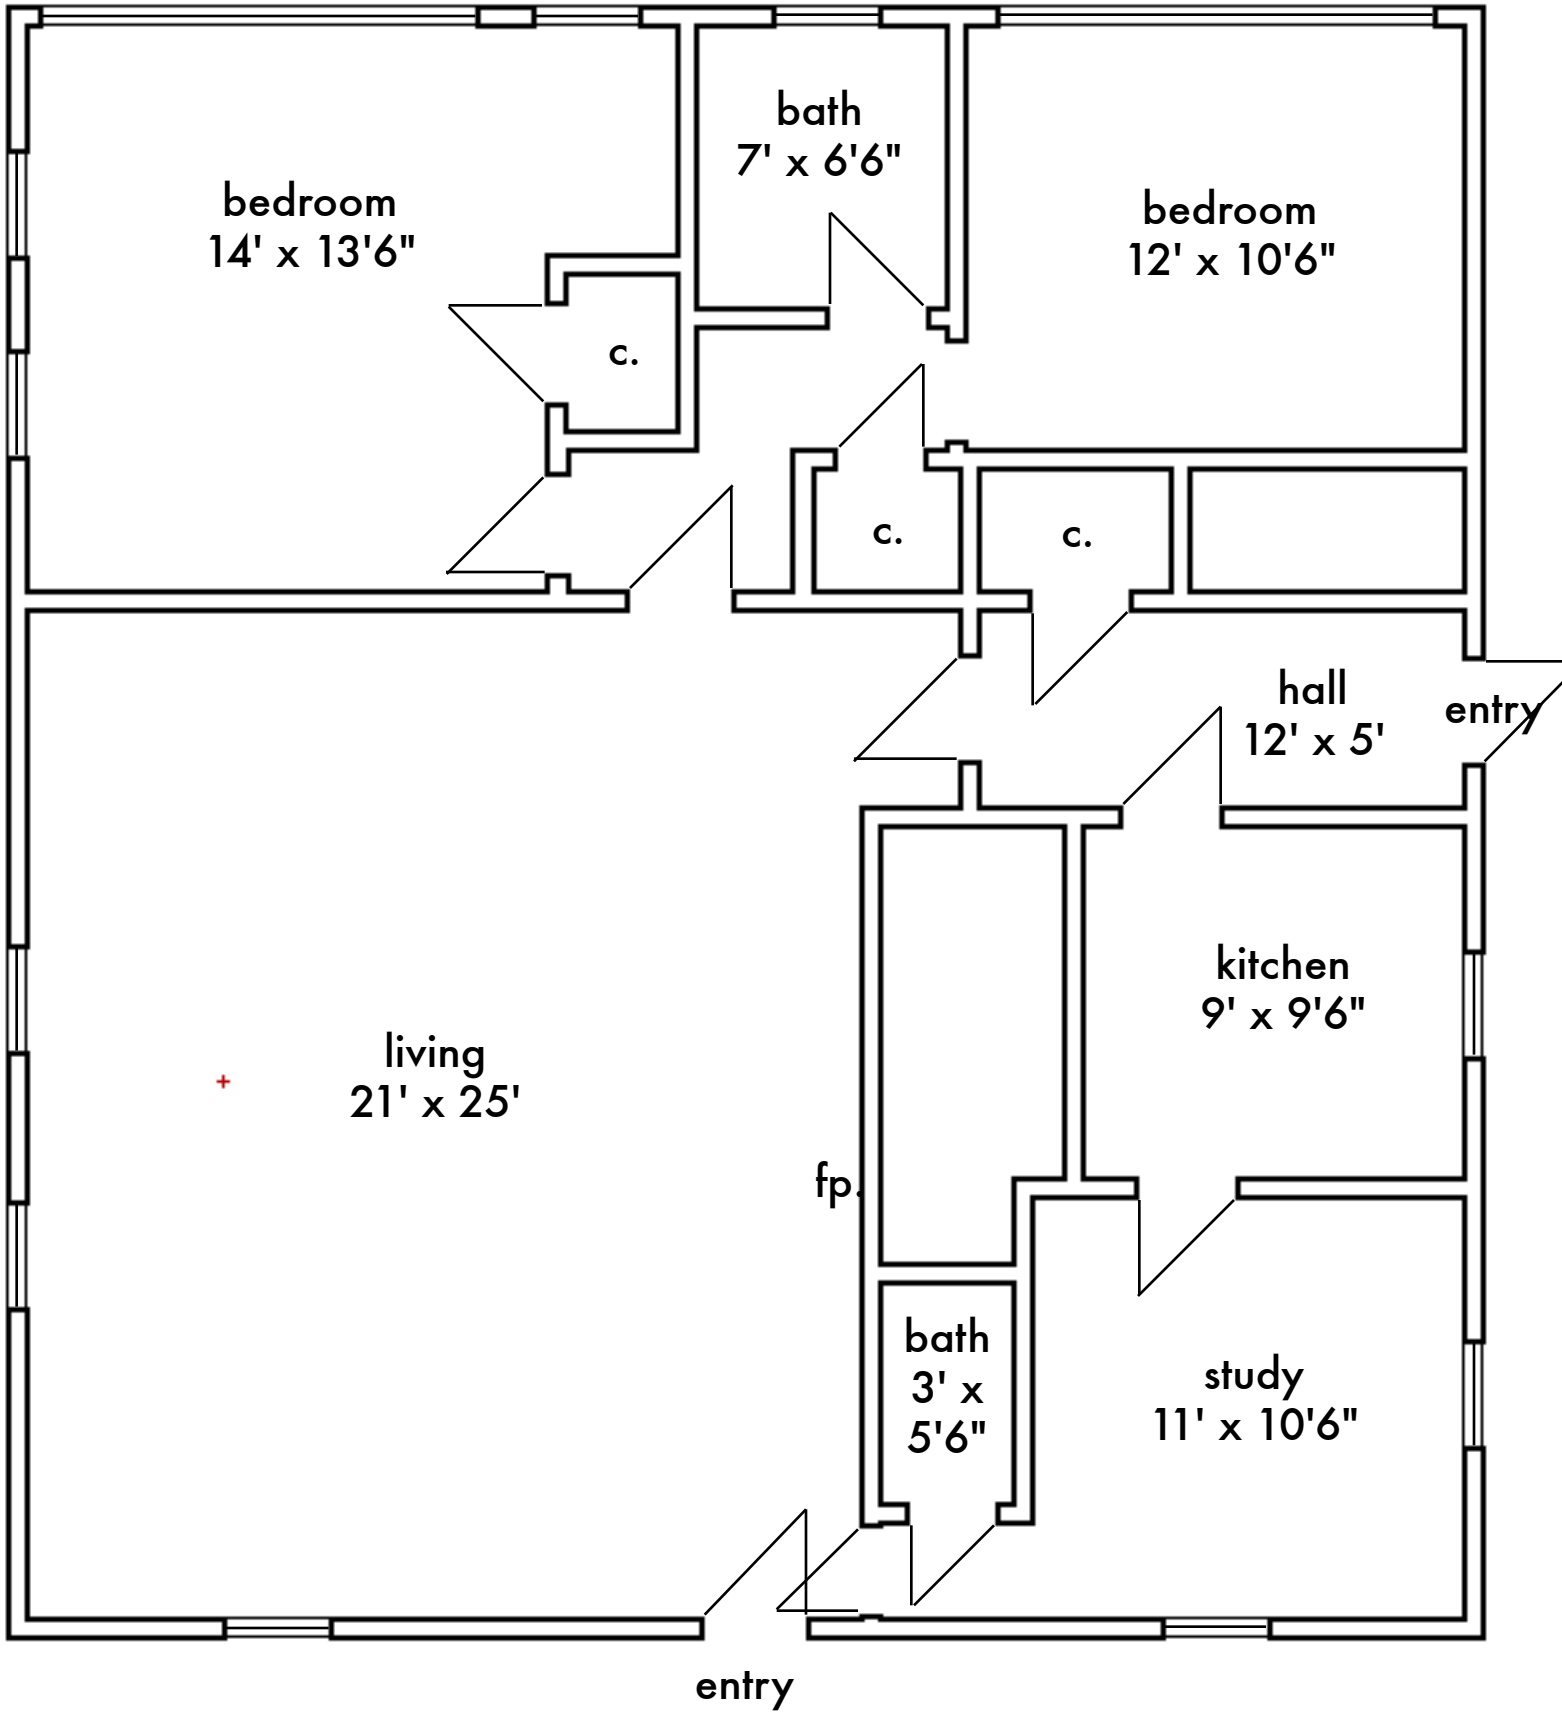 bath
7' x 6'6"
bedroom
14' x 13'6"
bedroom
12' x 10'6"
c.
c.
c.
hall
12' x 5'
entry
kitchen
9' x 9'6"
living
21' x 25'
fp.
bath
3' x
5'6"
study
11' x 10'6"
entry